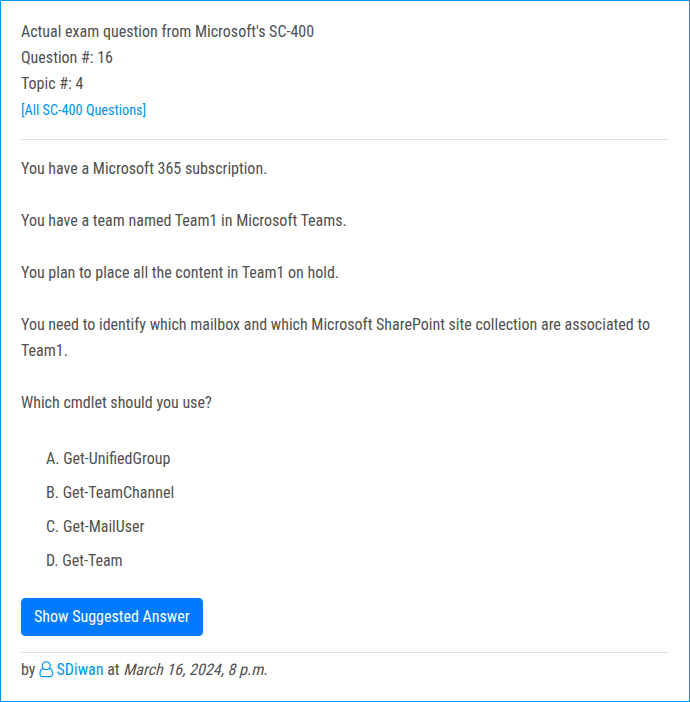 Actual exam question from Microsoft's SC-400
Question #: 16
Topic #: 4
[All SC-400 Questions]
You have a Microsoft 365 subscription.
You have a team named Team1 in Microsoft Teams.
You plan to place all the content in Team1 on hold.
You need to identify which mailbox and which Microsoft SharePoint site collection are associated to
Team1.
Which cmdlet should you use?
A. Get-UnifiedGroup
B. Get-TeamChannel
C. Get-MailUser
D. Get-Team
Show Suggested Answer
by SDiwan at March 16, 2024, 8 p.m.